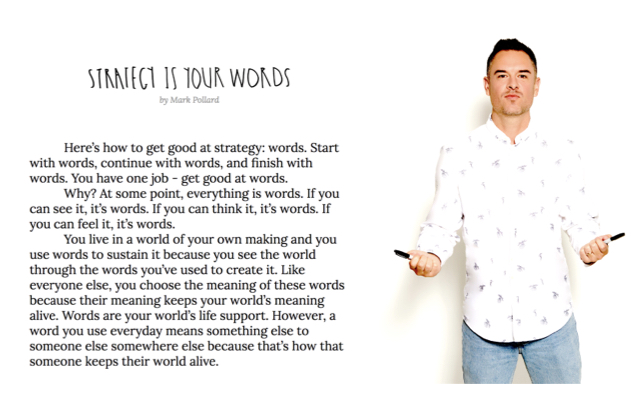 STRATEGY IS YOUR WORDS
by Mark Pollard
Here's how to get good at strategy: words. Start
with words, continue with words, and finish with
words. You have one job - get good at words.
Why? At some point, everything is words. If you
can see it, it's words. If you can think it, it's words. If
you can feel it, it's words.
You live in a world of your own making and you
use words to sustain it because you see the world
through the words you've used to create it. Like
everyone else, you choose the meaning of these words
because their meaning keeps your world's meaning
alive. Words are your world's life support. However, a
word you use everyday means something else to
someone else somewhere else because that's how that
someone keeps their world alive.